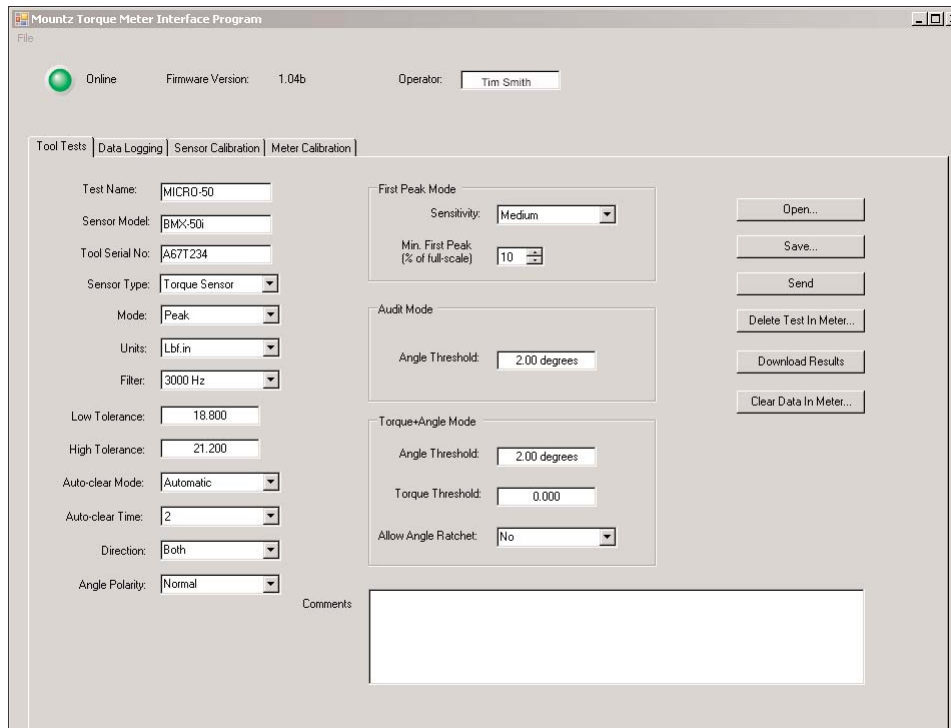 Mountz Torque Meter Interface Program
File
Online Firmware Version: 1.04b Operator: Tim Smith
Tool Tests Data Logging Sensor Calibration Meter Calibration
Test Name: MICRO-50
Sensor Model: BMX-50i
Tool Serial No: A67T234
Sensor Type: Torque Sensor
Mode: Peak
Units: Lbf.in
Filter: 3000 Hz
Low Tolerance: 18.800
High Tolerance: 21.200
Auto-clear Mode: Automatic
Auto-clear Time: 2
Direction: Both
Angle Polarity: Normal
First Peak Mode
Sensitivity: Medium
Min. First Peak
(% of full-scale) 10
Audit Mode
Angle Threshold: 2.00 degrees
Torque+Angle Mode
Angle Threshold: 2.00 degrees
Torque Threshold: 0.000
Allow Angle Ratchet: No
Open...
Save...
Send
Delete Test In Meter...
Download Results
Clear Data In Meter...
Comments